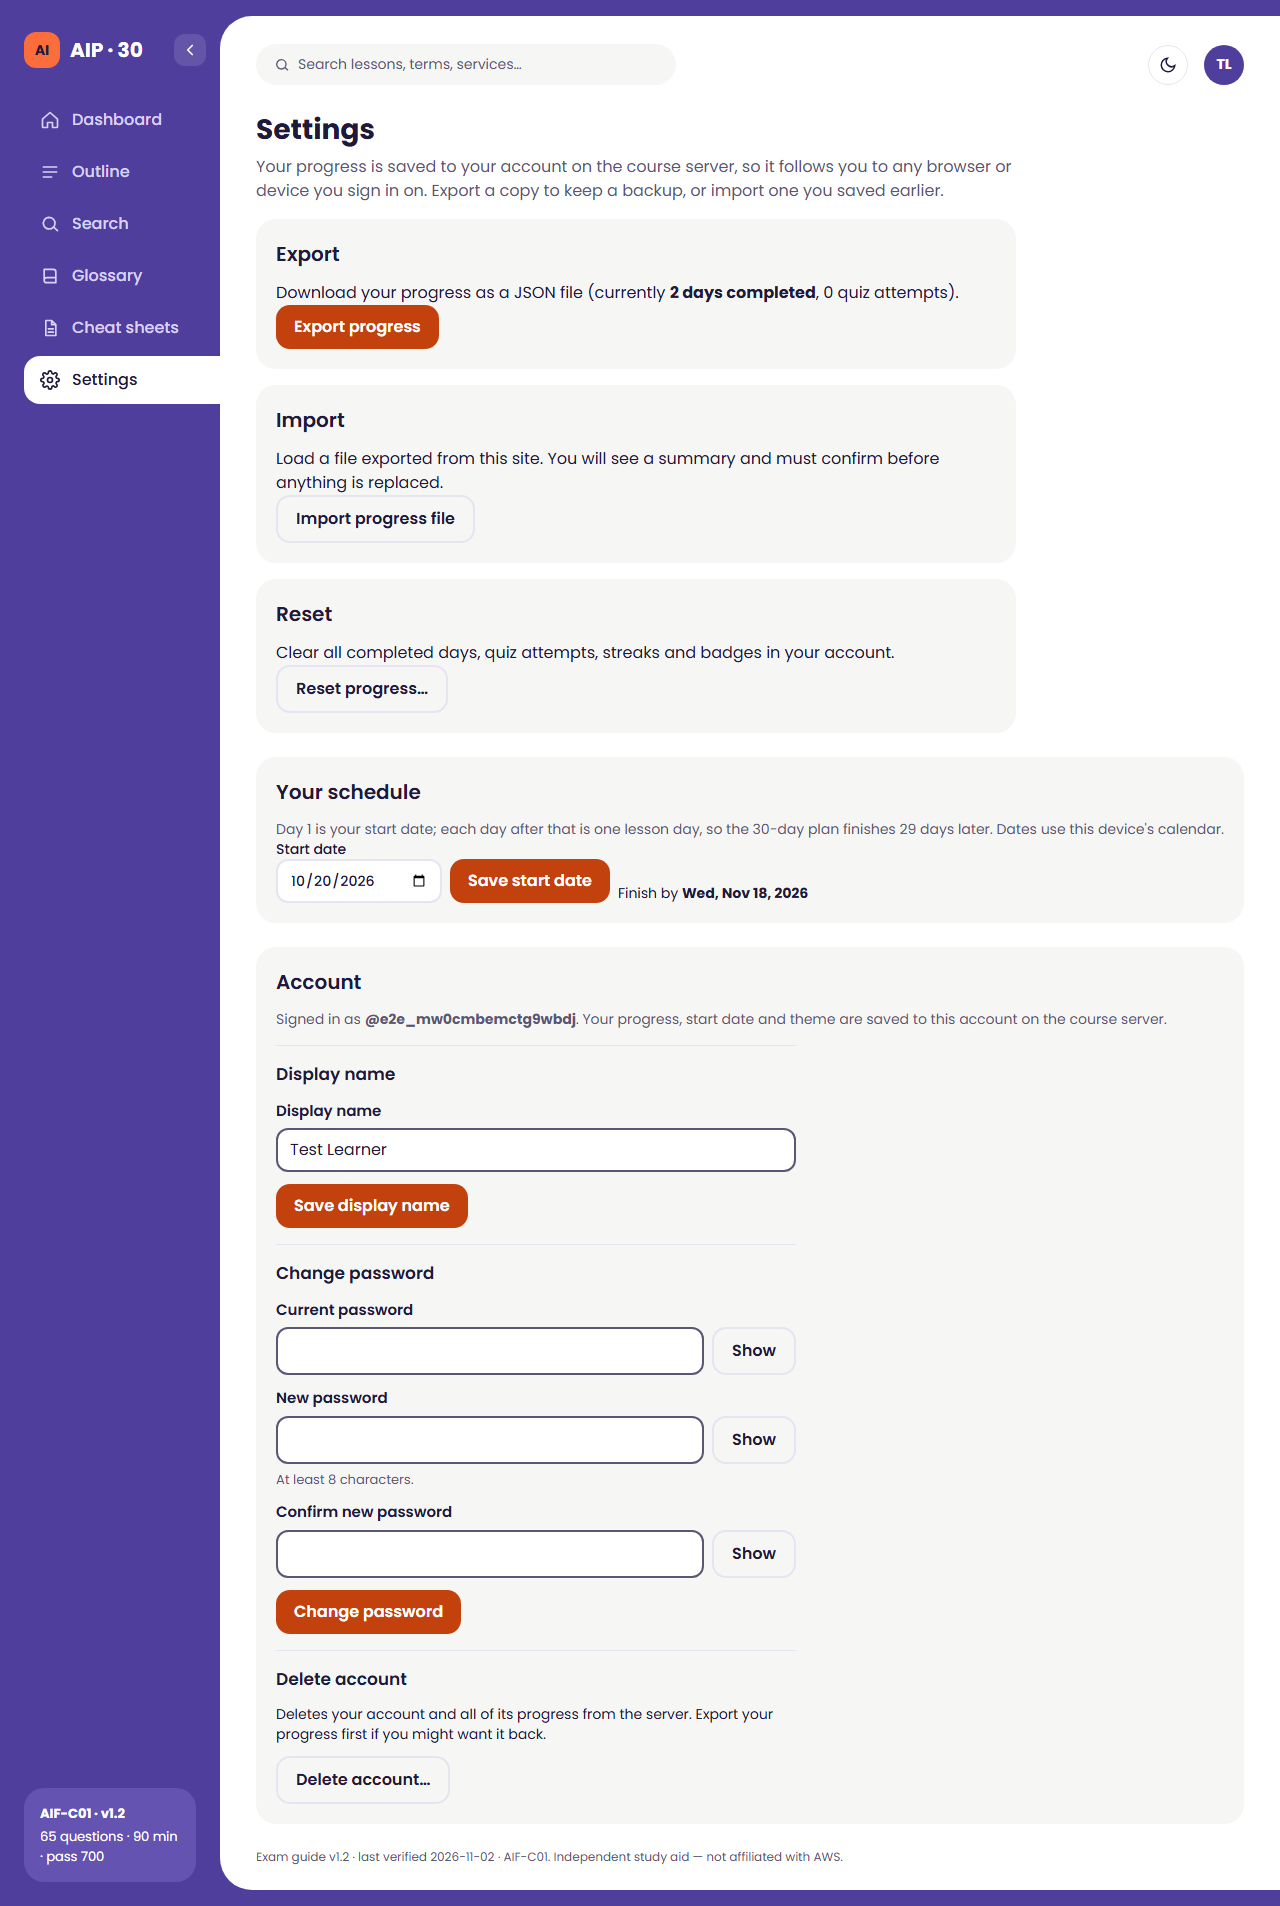 AI
AIP · 30
Dashboard
Outline
Search
Glossary
Cheat sheets
Settings
AIF-C01 · v1.2
65 questions · 90 min
· pass 700
Search lessons, terms, services...
TL
Settings
Your progress is saved to your account on the course server, so it follows you to any browser or
device you sign in on. Export a copy to keep a backup, or import one you saved earlier.
Export
Download your progress as a JSON file (currently 2 days completed, 0 quiz attempts).
Export progress
Import
Load a file exported from this site. You will see a summary and must confirm before
anything is replaced.
Import progress file
Reset
Clear all completed days, quiz attempts, streaks and badges in your account.
Reset progress...
Your schedule
Day 1 is your start date; each day after that is one lesson day, so the 30-day plan finishes 29 days later. Dates use this device's calendar.
Start date
10/20/2026
Save start date
Finish by Wed, Nov 18, 2026
Account
Signed in as @e2e_mw0cmbemctg9wbdj. Your progress, start date and theme are saved to this account on the course server.
Display name
Display name
Test Learner
Save display name
Change password
Current password
Show
New password
Show
At least 8 characters.
Confirm new password
Show
Change password
Delete account
Deletes your account and all of its progress from the server. Export your
progress first if you might want it back.
Delete account...
Exam guide v1.2 · last verified 2026-11-02 · AIF-C01. Independent study aid — not affiliated with AWS.